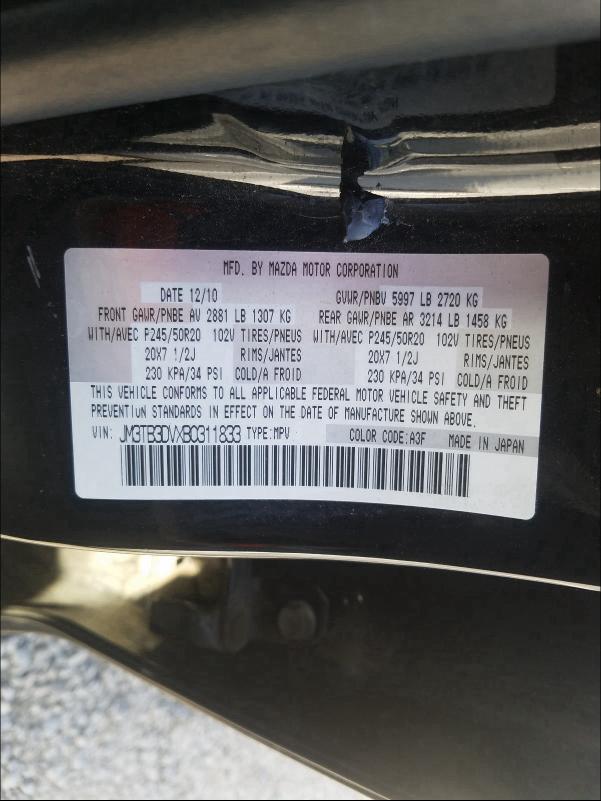 MFD. BY MAZDA MOTOR CORPORATION
DATE 12/10 GVWR/PNBV 5997 LB 2720 KG
FRONT GAWR/PNBE AV 2881 LB 1307 KG REAR GAWR/PNBE AR 3214 LB 1458 KG
WITH/AVEC P245/50R20 102V TIRES/PNEUS WITH/AVEC P245/50R20 102V TIRES/PNEUS
20X7 1/2J RIMS/JANTES 20X7 1/2J RIMS/JANTES
230 KPA/34 PSI COLD/A FROID 230 KPA/34 PSI COLD/A FROID
THIS VEHICLE CONFORMS TO ALL APPLICABLE FEDERAL MOTOR VEHICLE SAFETY AND THEFT
PREVENTION STANDARDS IN EFFECT ON THE DATE OF MANUFACTURE SHOWN ABOVE.
VIN: JM3TB3DVXB0311833 TYPE:MPV COLOR CODE:A3F MADE IN JAPAN